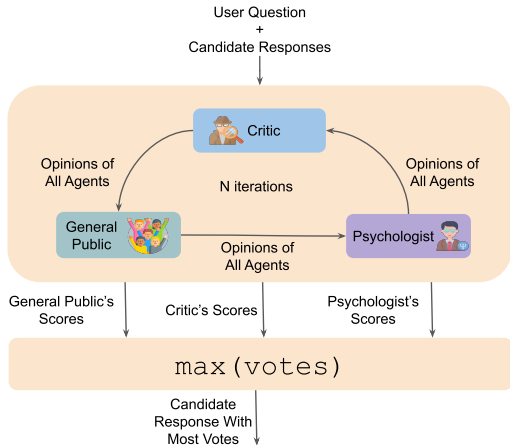 User Question
+
Candidate Responses
Critic
Opinions of
All Agents
Opinions of
All Agents
N iterations
General
Public
Psychologist
Opinions of
All Agents
General Public's
Scores
Critic's Scores
Psychologist's
Scores
max(votes)
Candidate
Response With
Most Votes